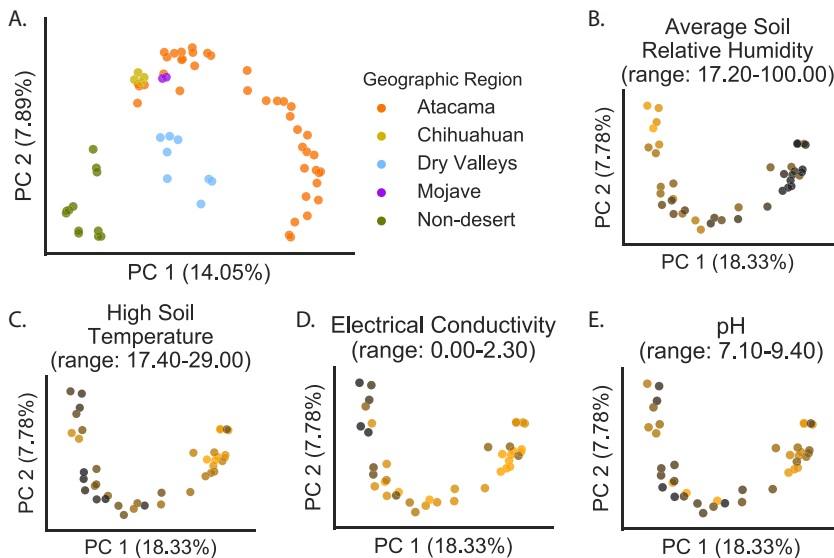 A.
PC 2 (7.89%)
PC 1 (14.05%)
Geographic Region
Atacama
Chihuahuan
Dry Valleys
Mojave
Non-desert
B.
Average Soil
Relative Humidity
(range: 17.20-100.00)
PC 2 (7.78%)
PC 1 (18.33%)
C.
High Soil
Temperature
(range: 17.40-29.00)
PC 2 (7.78%)
PC 1 (18.33%)
D.
Electrical Conductivity
(range: 0.00-2.30)
PC 2 (7.78%)
PC 1 (18.33%)
E.
pH
(range: 7.10-9.40)
PC 2 (7.78%)
PC 1 (18.33%)